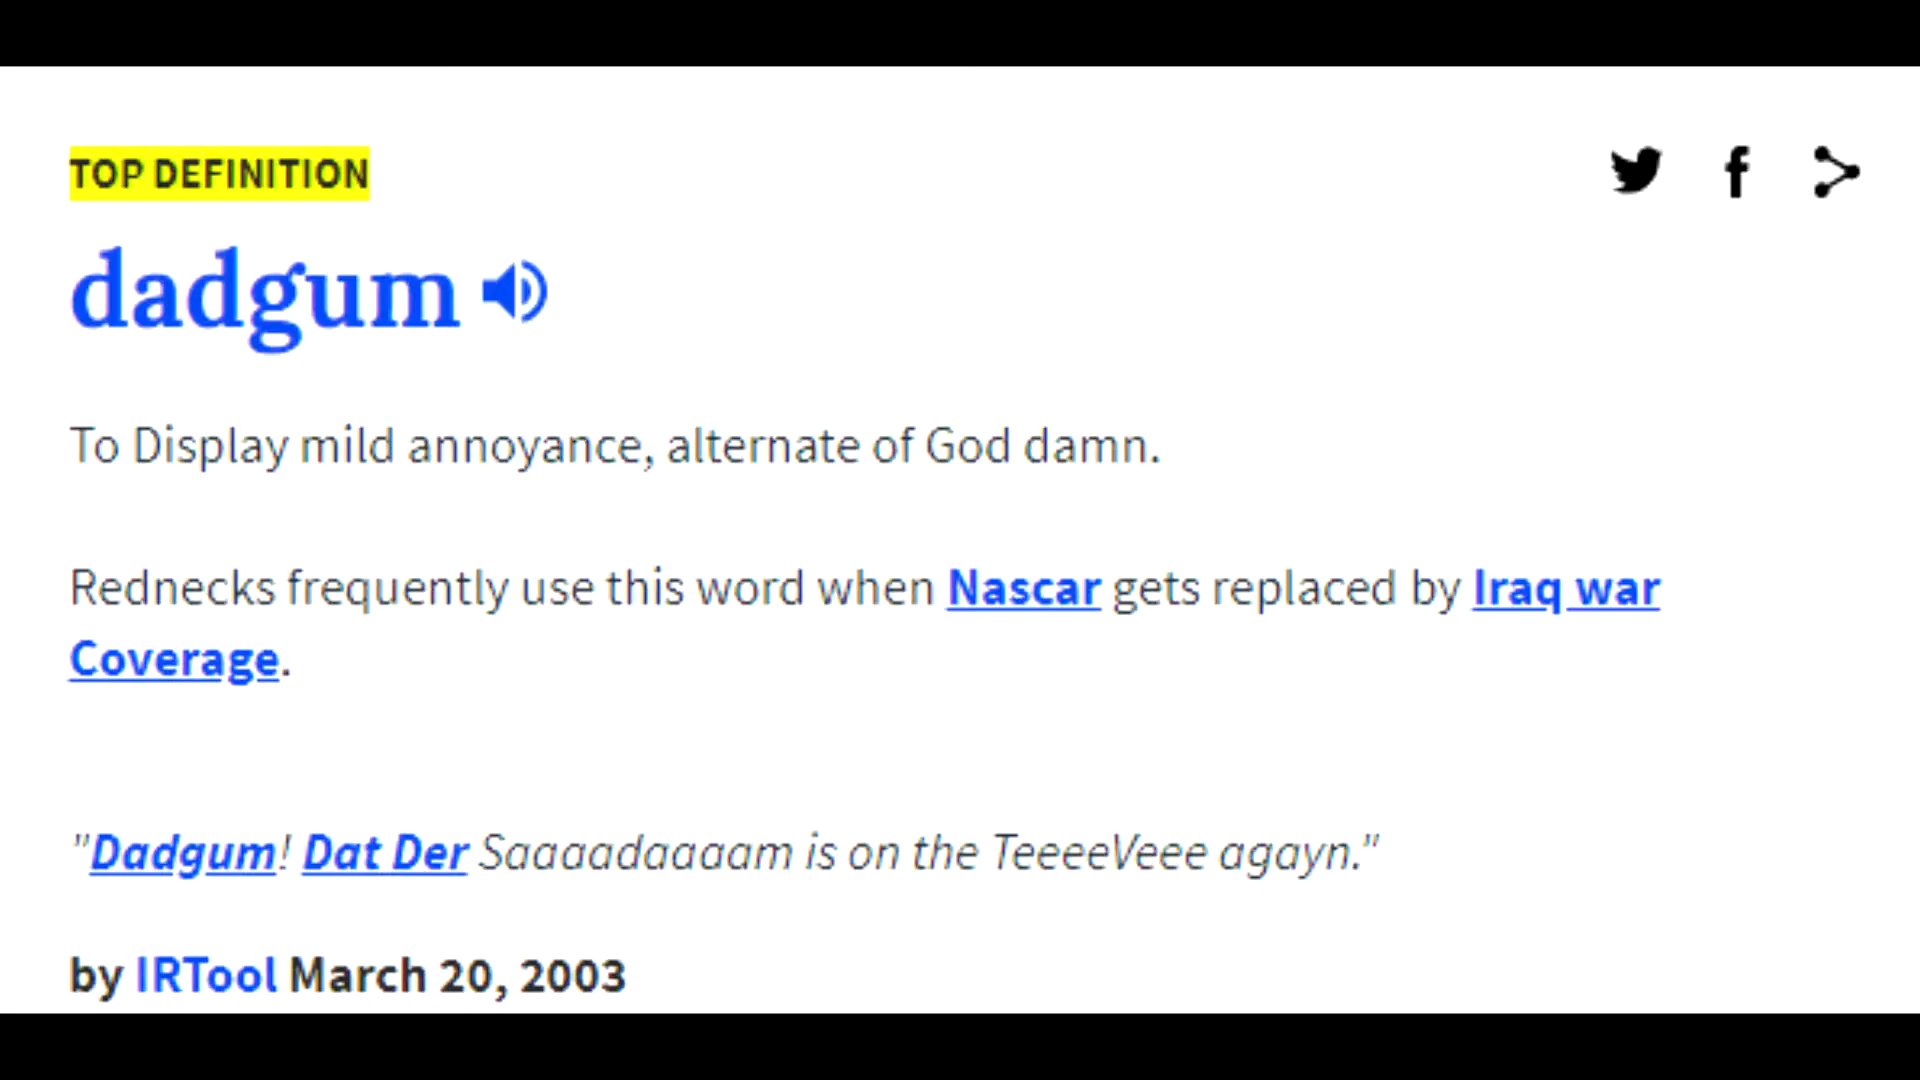 TOP DEFINITION
dadgum
To Display mild annoyance, alternate of God damn.
Rednecks frequently use this word when Nascar gets replaced by Iraq war
Coverage.
"Dadgum! Dat Der Saaaadaaaam is on the TeeeeVeee agayn."
by IRTool March 20, 2003